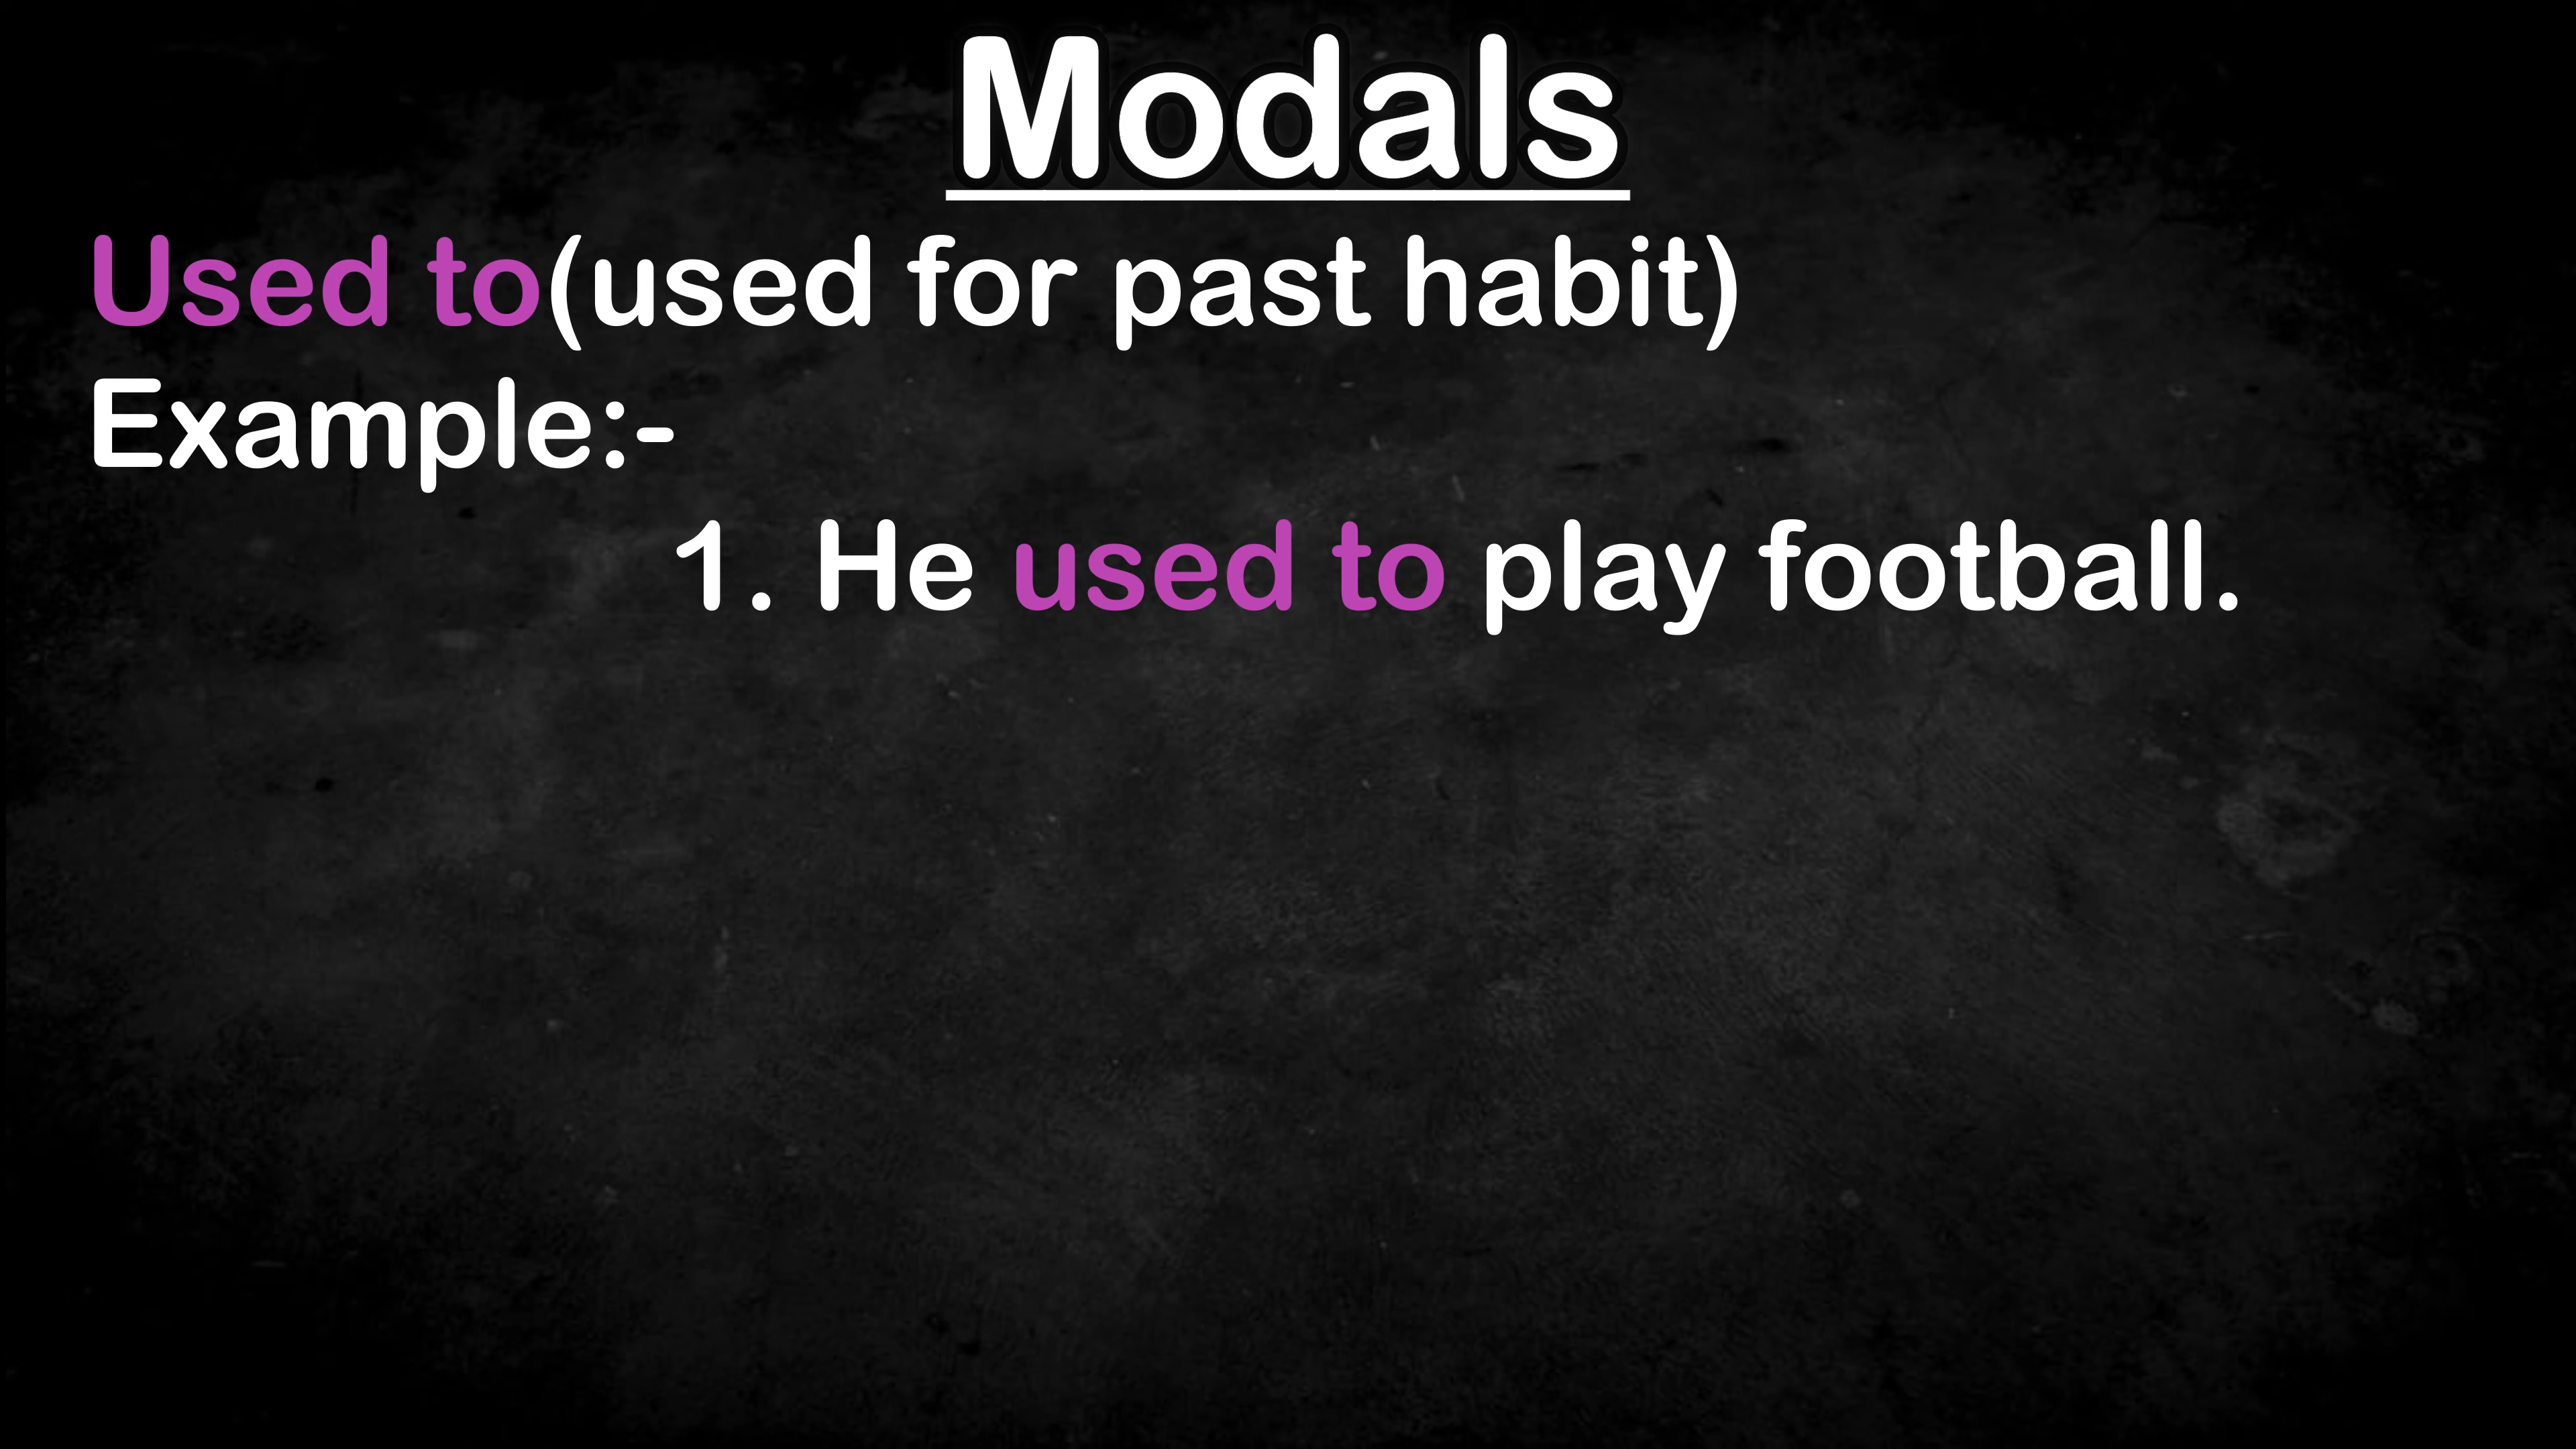 Modals
Used to(used for past habit)
Example:-
1. He used to play football.